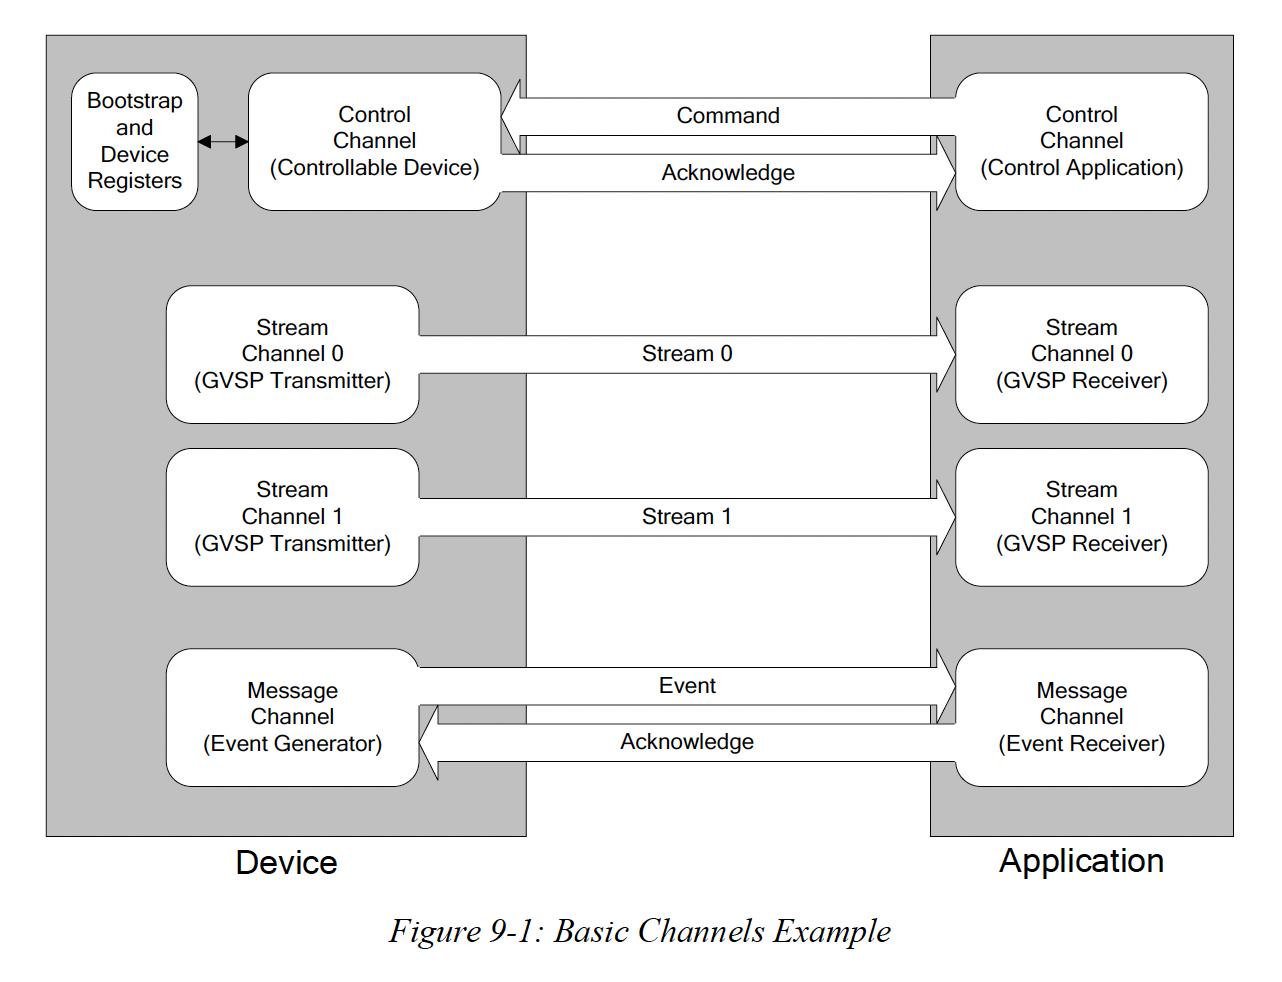 Bootstrap
and
Device
Registers
Control
Channel
(Controllable Device)
Command
Acknowledge
Control
Channel
(Control Application)
Stream
Channel 0
(GVSP Transmitter)
Stream 0
Stream
Channel 0
(GVSP Receiver)
Stream
Channel 1
(GVSP Transmitter)
Stream 1
Stream
Channel 1
(GVSP Receiver)
Message
Channel
(Event Generator)
Event
Acknowledge
Message
Channel
(Event Receiver)
Device
Application
Figure 9-1: Basic Channels Example